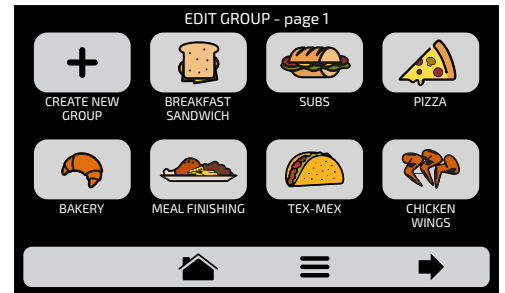 EDIT GROUP - page 1
CREATE NEW
GROUP
BREAKFAST
SANDWICH
SUBS
PIZZA
BAKERY
MEAL FINISHING
TEX-MEX
CHICKEN
WINGS